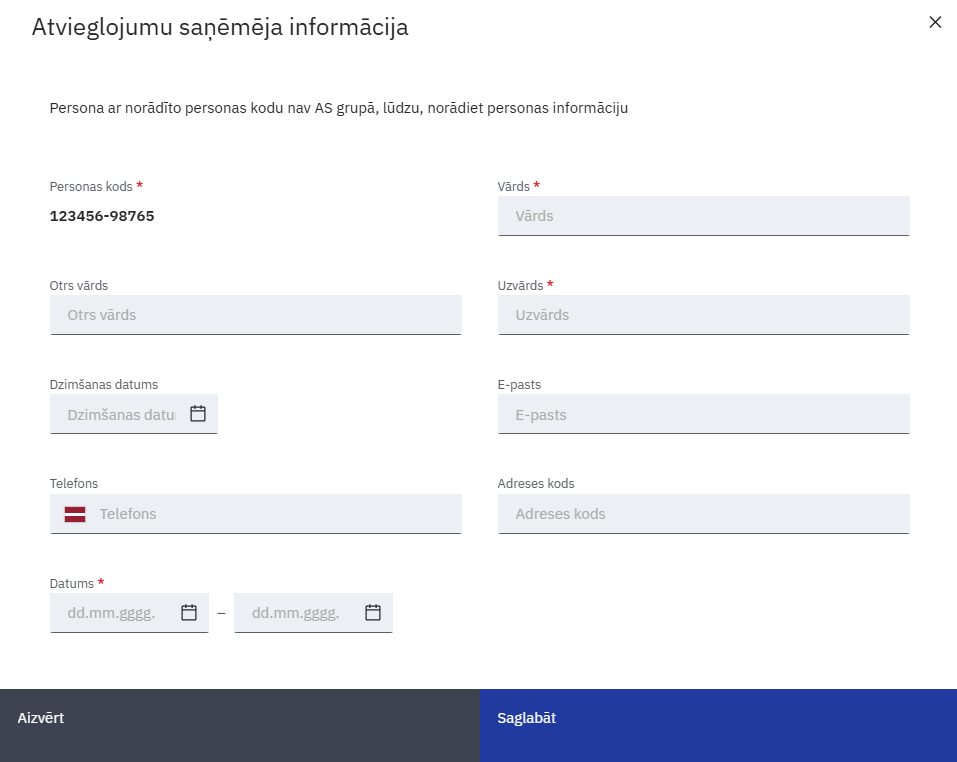 Atvieglojumu saņēmēja informācija
Persona ar norādīto personas kodu nav AS grupā, lūdzu, norādiet personas informāciju
Personas kods *
123456-98765
Vārds *
Vārds
Otrs vārds
Otrs vārds
Uzvārds *
Uzvārds
Dzimšanas datums
Dzimšanas datu
E-pasts
E-pasts
Telefons
Telefons
Adreses kods
Adreses kods
Datums *
dd.mm.gggg. – dd.mm.gggg.
Aizvērt
Saglabāt